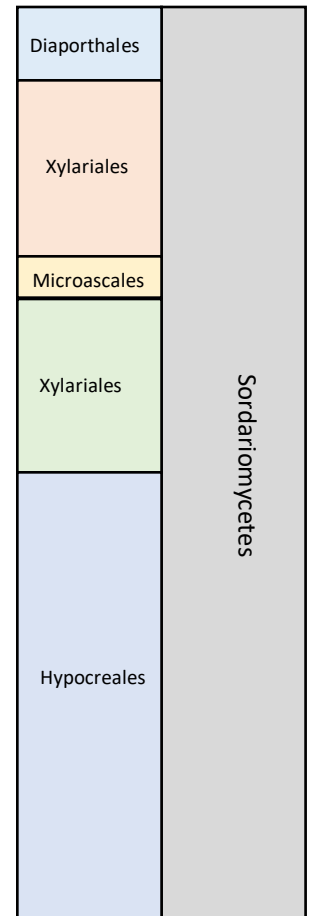 Diaporthales
Xylariales
Microascales
Xylariales
Hypocreales
Sordariomycetes